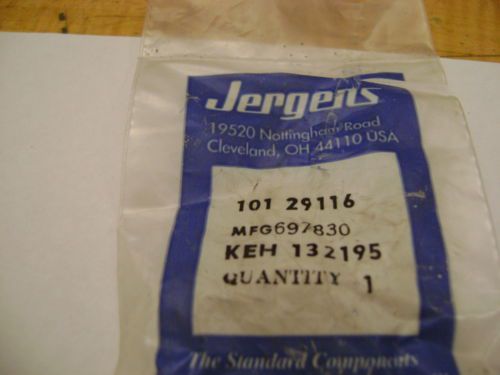 Jergens
19520 Nottingham Road
Cleveland, OH 44110 USA
101 29116
MFG697830
KEH 132195
QUANTITY 1
The Standard Components